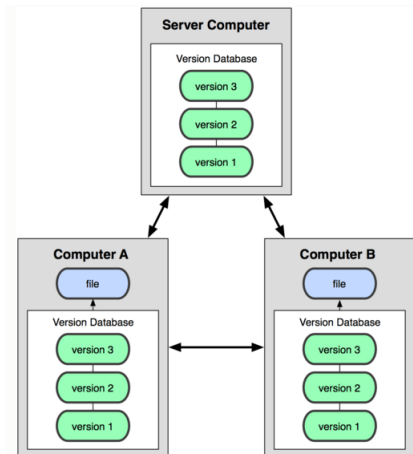 Server Computer
Version Database
version 3
version 2
version 1
Computer A
file
Version Database
version 3
version 2
version 1
Computer B
file
Version Database
version 3
version 2
version 1